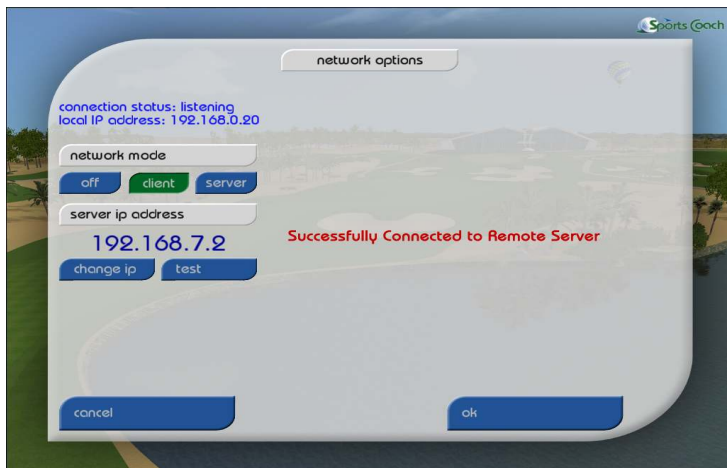 Sports Coach
network options
connection status: listening
local IP address: 192.168.0.20
network mode
off client server
server ip address
192.168.7.2
Successfully Connected to Remote Server
change ip test
cancel ok